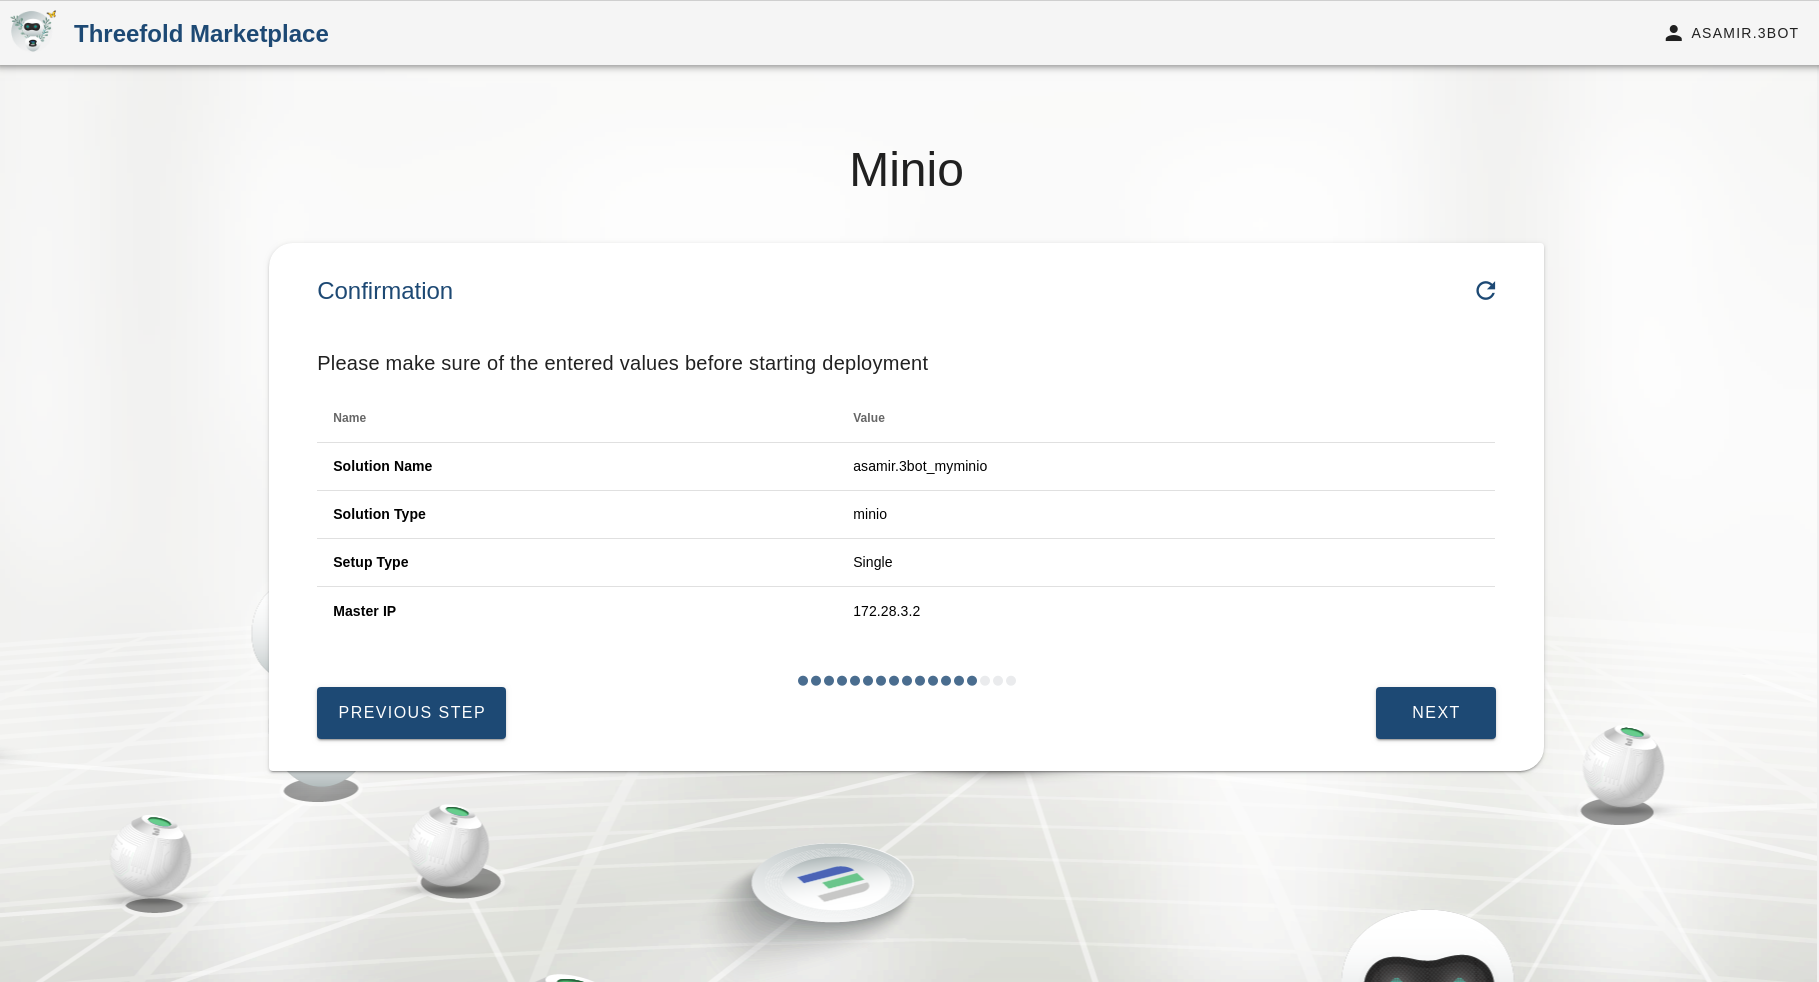 Threefold Marketplace
ASAMIR.3BOT
Minio
Confirmation
Please make sure of the entered values before starting deployment
Name Value
Solution Name asamir.3bot_myminio
Solution Type minio
Setup Type Single
Master IP 172.28.3.2
PREVIOUS STEP
NEXT